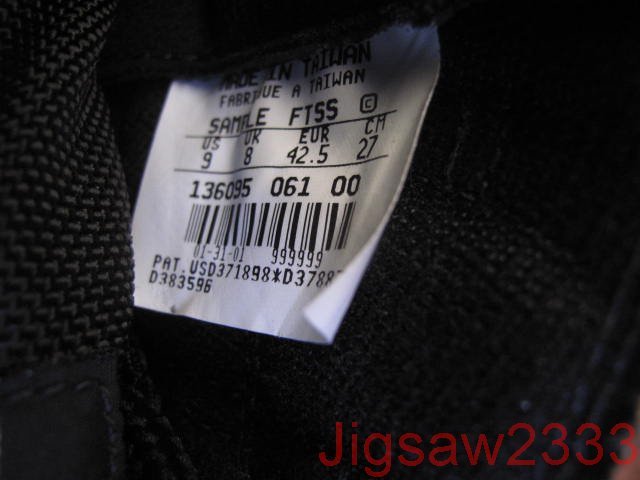 MADE IN TAIWAN
FABRIQUE A TAIWAN
SAMPLE FTSS ©
US UK EUR CM
9 8 42.5 27
136095 061 00
01-31-01 999999
PAT. USD371898*D3788
D383596
Jigsaw2333